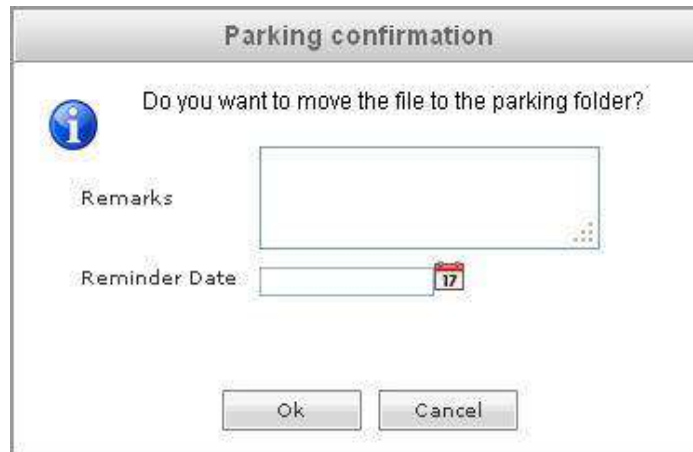 Parking confirmation
Do you want to move the file to the parking folder?
Remarks
Reminder Date
17
Ok
Cancel